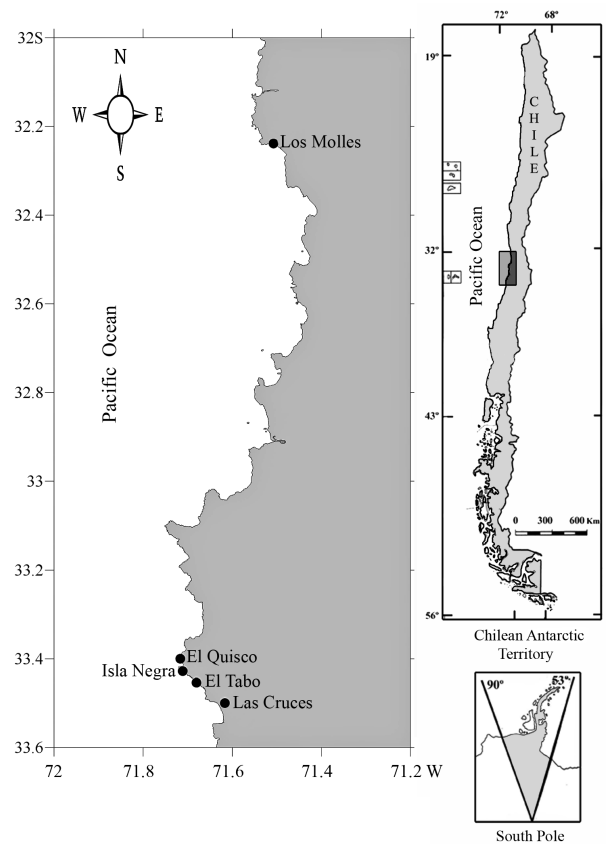 32S
32.2
32.4
32.6
32.8
33
33.2
33.4
33.6
72
71.8
71.6
71.4
71.2 W
N
W
E
S
Pacific Ocean
Los Molles
El Quisco
Isla Negra
El Tabo
Las Cruces
72°
68°
19°
32°
43°
56°
CHILE
Pacific Ocean
0 300 600 Km
Chilean Antarctic
Territory
90°
53°
South Pole